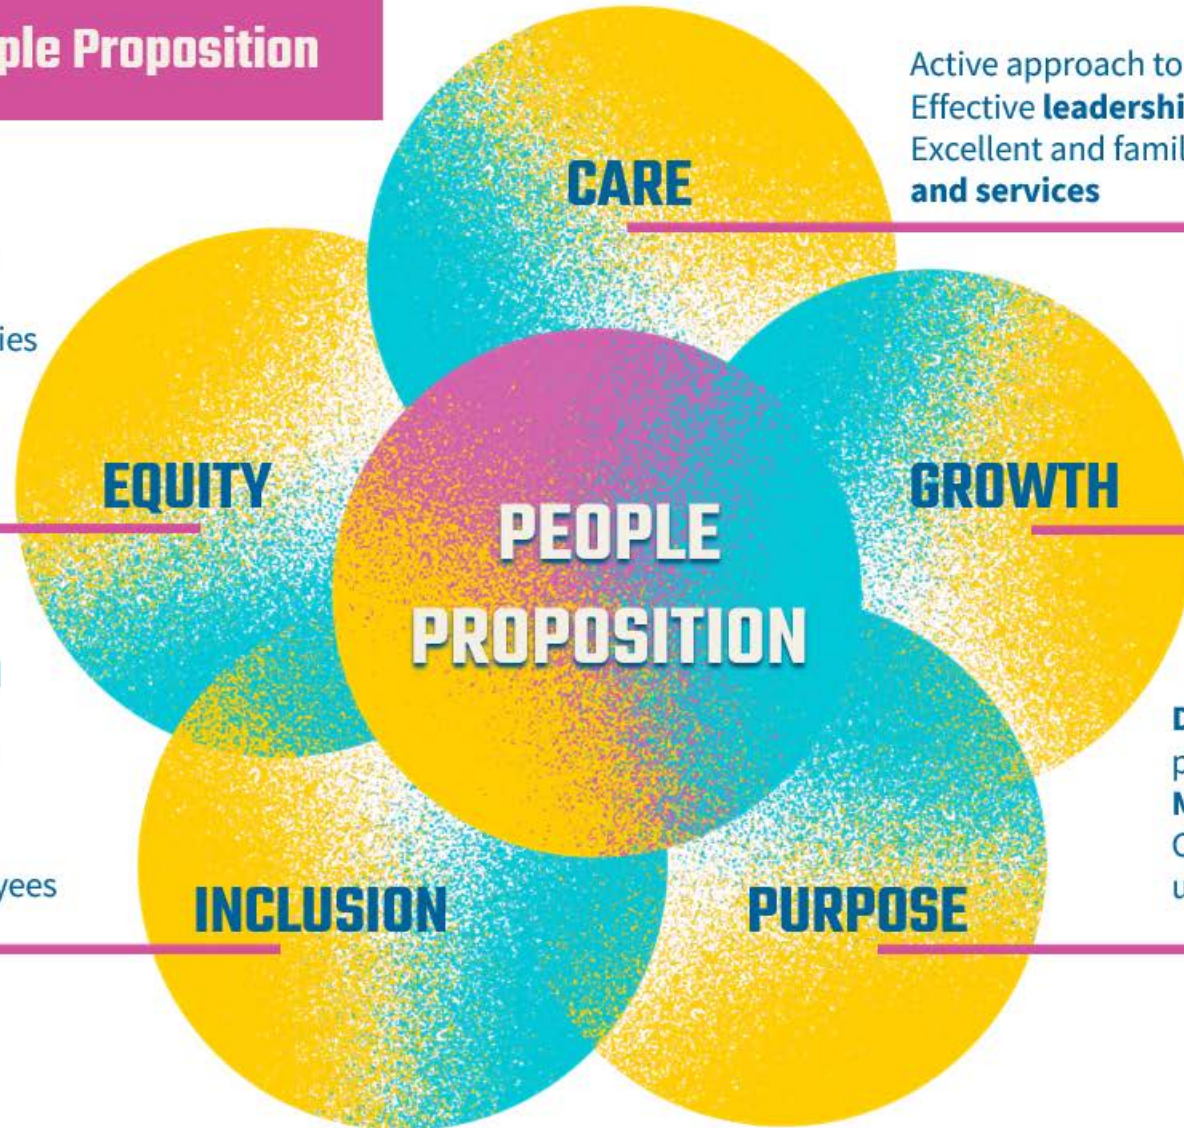 ple Proposition
Active approach to
Effective leadershi
Excellent and famil
and services
CARE
ies
EQUITY
GROWTH
PEOPLE
PROPOSITION
yees
INCLUSION
PURPOSE